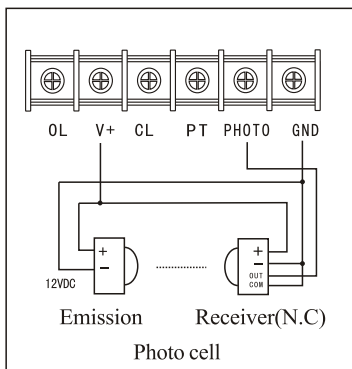 OL V+ CL PT PHOTO GND
+ +
- -
OUT
12VDC COM
Emission Receiver(N.C)
Photo cell